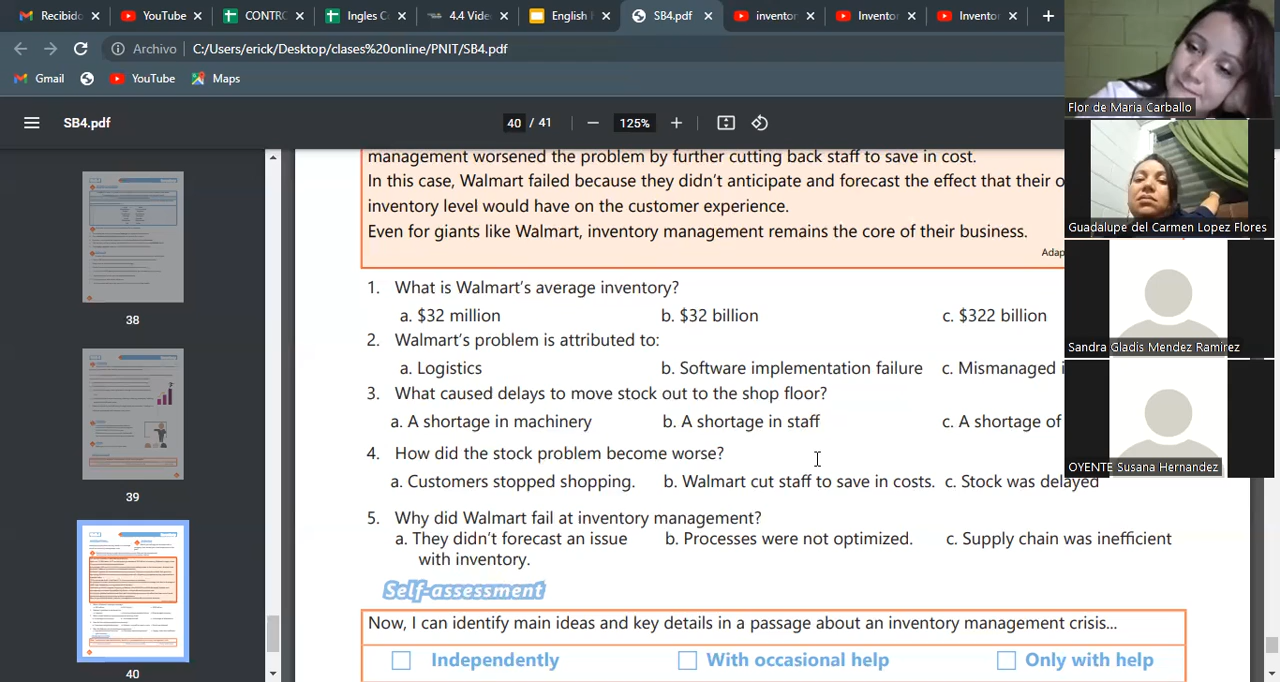 Recibido
YouTube
CONTRO
Ingles C
4,4 Vide
English
SB4.pdf
inventor
Inventor
Inventor
Archivo
C:/Users/erick/Desktop/clases%20online/PNIT/SB4.pdf
Gmail
YouTube
Maps
SB4.pdf
40 / 41
125%
Flor de Maria Carballo
Guadalupe del Carmen Lopez Flores
Sandra Gladis Mendez Ramirez
OYENTE Susana Hernandez
38
39
40
management worsened the problem by further cutting back staff to save in cost.
In this case, Walmart failed because they didn't anticipate and forecast the effect that their o
inventory level would have on the customer experience.
Even for giants like Walmart, inventory management remains the core of their business.
Adap
1. What is Walmart's average inventory?
a. $32 million b. $32 billion c. $322 billion
2. Walmart's problem is attributed to:
a. Logistics b. Software implementation failure c. Mismanaged i
3. What caused delays to move stock out to the shop floor?
a. A shortage in machinery b. A shortage in staff c. A shortage of
4. How did the stock problem become worse?
a. Customers stopped shopping. b. Walmart cut staff to save in costs. c. Stock was delayed
5. Why did Walmart fail at inventory management?
a. They didn't forecast an issue b. Processes were not optimized. c. Supply chain was inefficient
with inventory.
Self-assessment
Now, I can identify main ideas and key details in a passage about an inventory management crisis...
Independently With occasional help Only with help